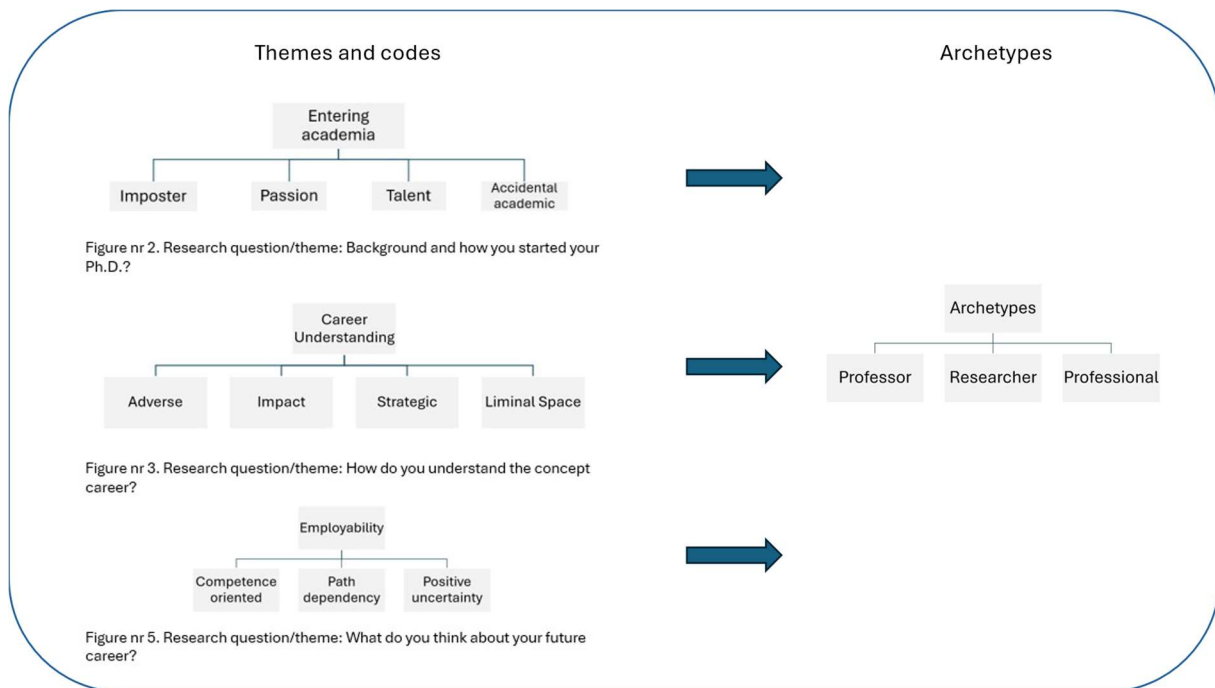 Themes and codes
Archetypes
Entering
academia
Imposter
Passion
Talent
Accidental
academic
Figure nr 2. Research question/theme: Background and how you started your
Ph.D.?
Career
Understanding
Adverse
Impact
Strategic
Liminal Space
Figure nr 3. Research question/theme: How do you understand the concept
career?
Employability
Competence
oriented
Path
dependency
Positive
uncertainty
Figure nr 5. Research question/theme: What do you think about your future
career?
Archetypes
Professor
Researcher
Professional